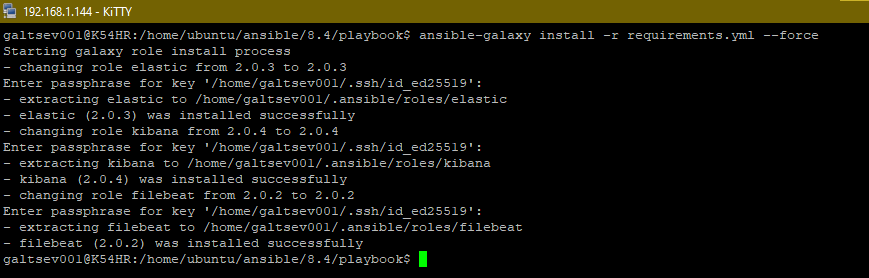 192.168.1.144 - KiTTY
galtsev001@K54HR:/home/ubuntu/ansible/8.4/playbook$ ansible-galaxy install -r requirements.yml --force
Starting galaxy role install process
- changing role elastic from 2.0.3 to 2.0.3
Enter passphrase for key '/home/galtsev001/.ssh/id_ed25519':
- extracting elastic to /home/galtsev001/.ansible/roles/elastic
- elastic (2.0.3) was installed successfully
- changing role kibana from 2.0.4 to 2.0.4
Enter passphrase for key '/home/galtsev001/.ssh/id_ed25519':
- extracting kibana to /home/galtsev001/.ansible/roles/kibana
- kibana (2.0.4) was installed successfully
- changing role filebeat from 2.0.2 to 2.0.2
Enter passphrase for key '/home/galtsev001/.ssh/id_ed25519':
- extracting filebeat to /home/galtsev001/.ansible/roles/filebeat
- filebeat (2.0.2) was installed successfully
galtsev001@K54HR:/home/ubuntu/ansible/8.4/playbook$